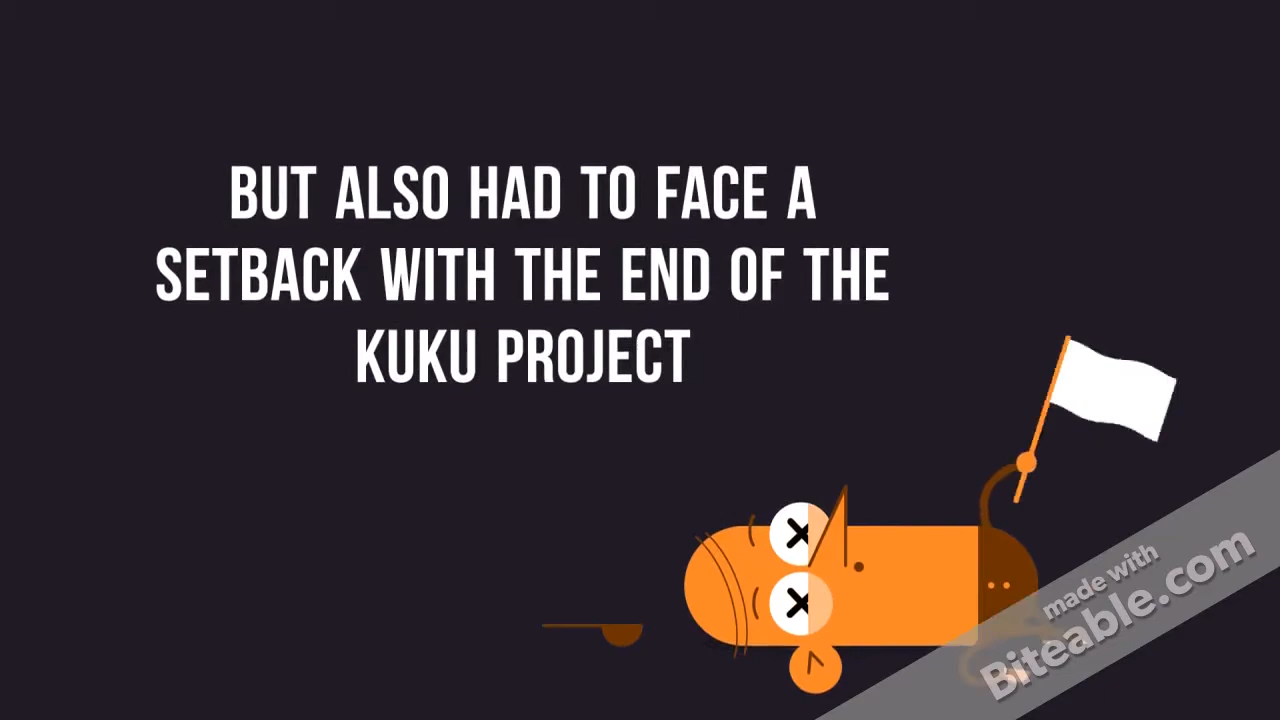 BUT ALSO HAD TO FACE A
SETBACK WITH THE END OF THE
KUKU PROJECT
made with
Biteable.com